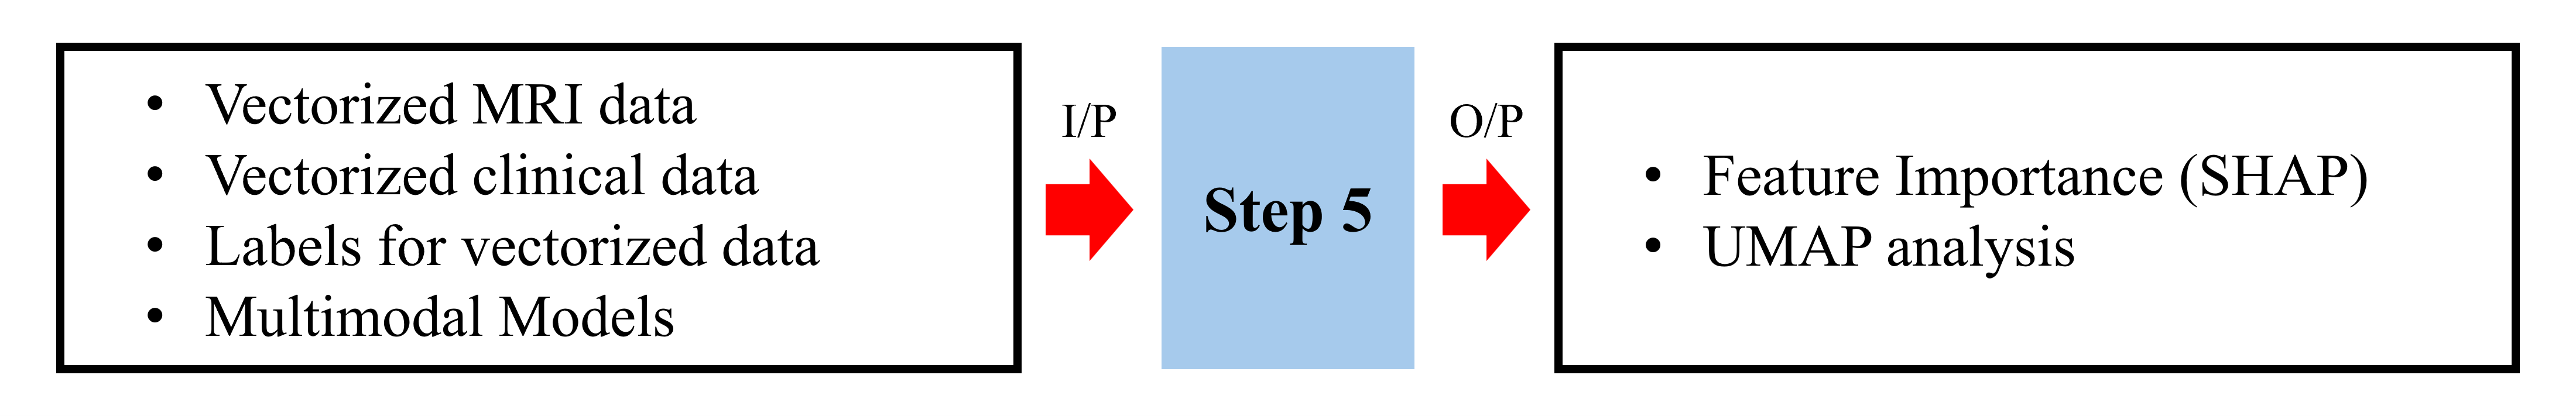 • Vectorized MRI data
• Vectorized clinical data
• Labels for vectorized data
• Multimodal Models
I/P
Step 5
O/P
• Feature Importance (SHAP)
• UMAP analysis